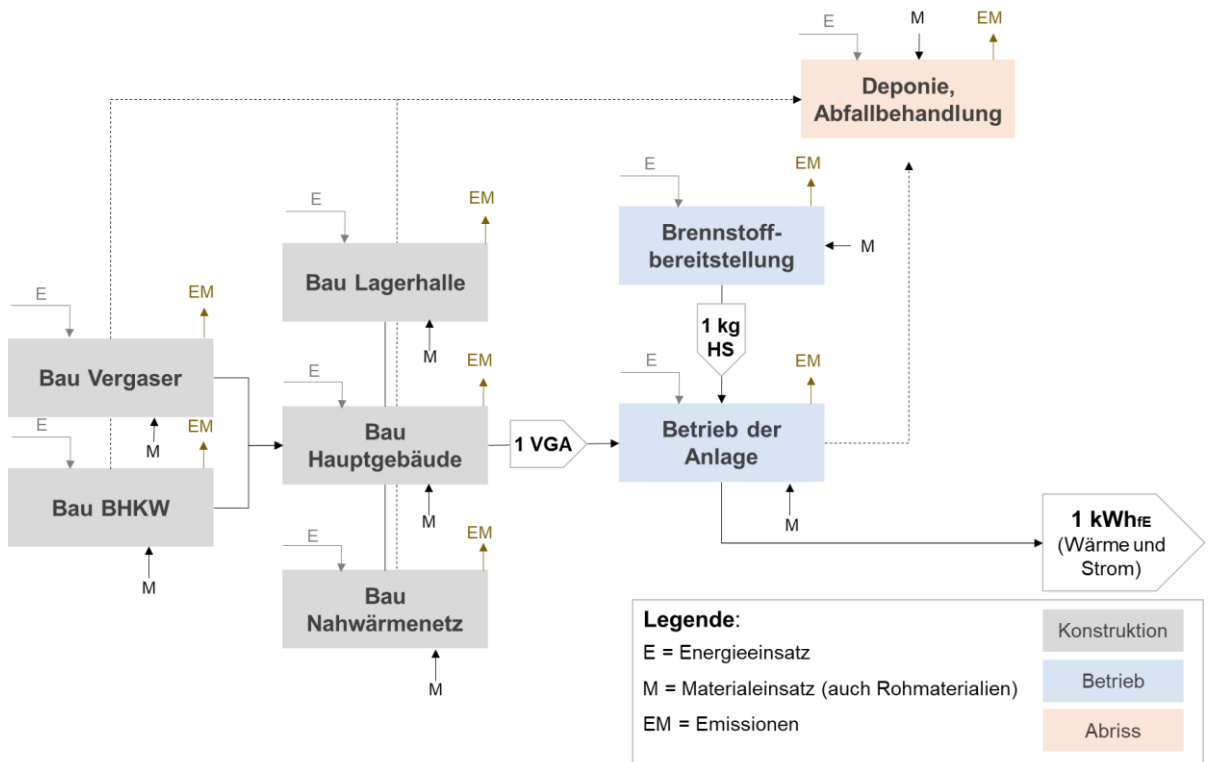 E
M
EM
Deponie,
Abfallbehandlung
E
EM
Brennstoff-
bereitstellung
M
E
EM
Bau Lagerhalle
M
1 kg
HS
E
EM
Bau Vergaser
M
E
EM
Bau BHKW
M
E
EM
Bau
Hauptgebäude
M
1 VGA
E
EM
Betrieb der
Anlage
M
E
EM
Bau
Nahwärmenetz
M
1 kWhfE
(Wärme und
Strom)
Legende:
E = Energieeinsatz
M = Materialeinsatz (auch Rohmaterialien)
EM = Emissionen
Konstruktion
Betrieb
Abriss